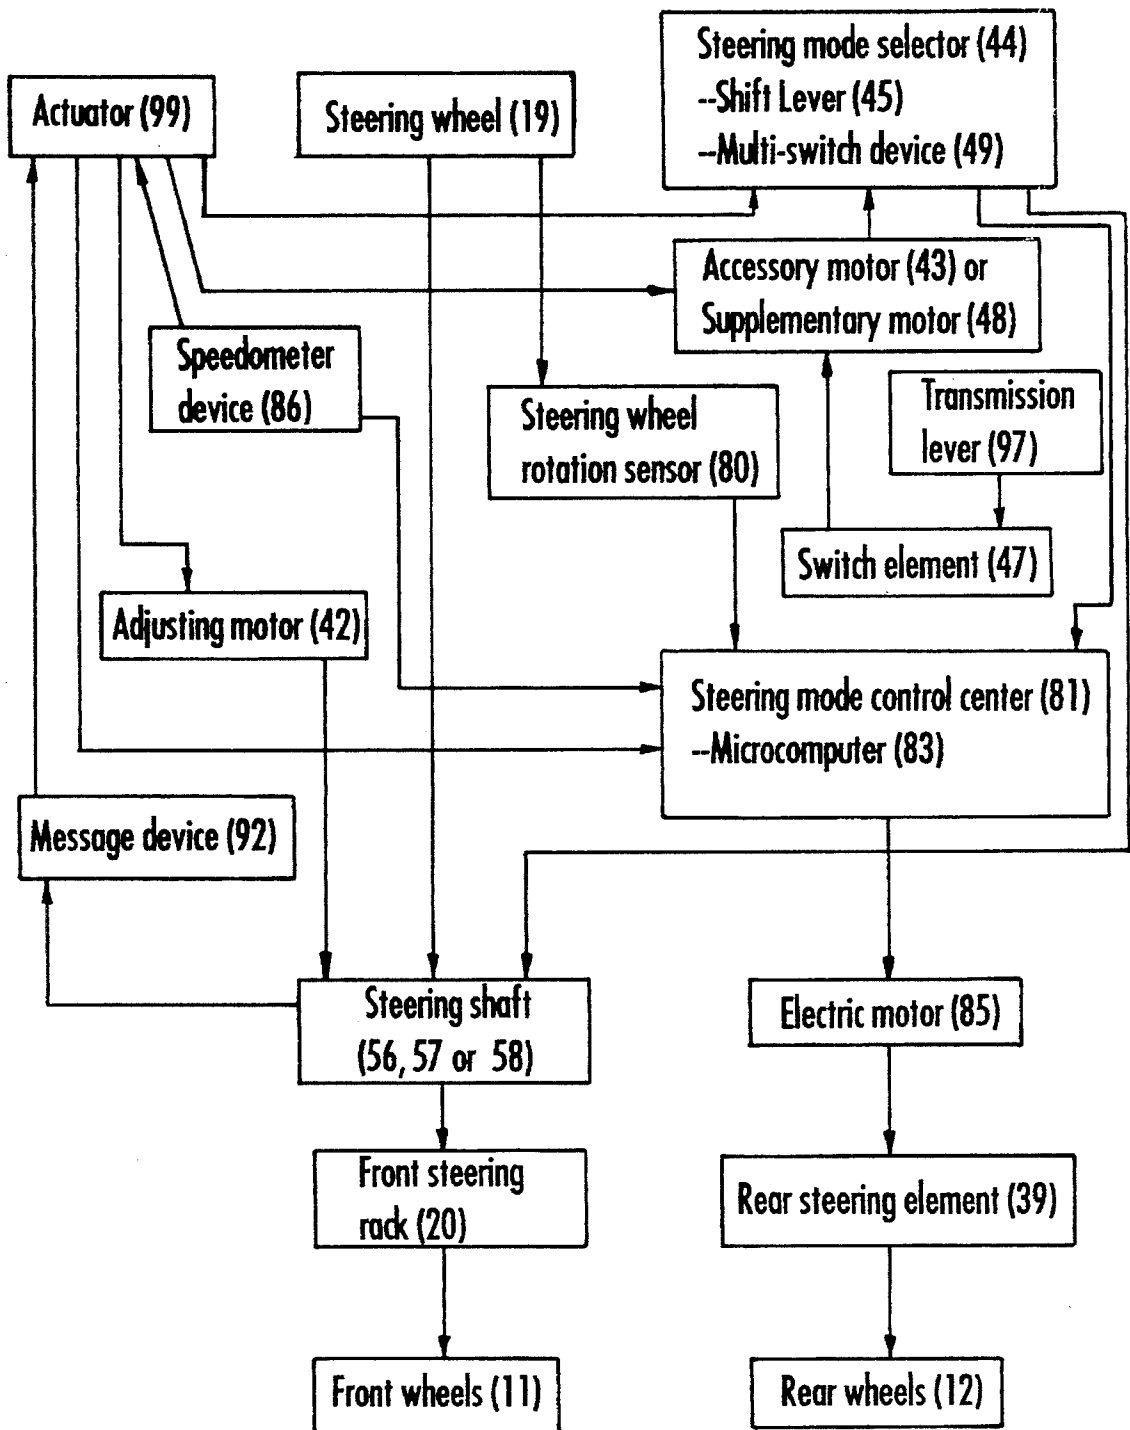 Steering mode selector (44)
--Shift Lever (45)
--Multi-switch device (49)
Actuator (99)
Steering wheel (19)
Accessory motor (43) or
Supplementary motor (48)
Speedometer
device (86)
Steering wheel
rotation sensor (80)
Transmission
lever (97)
Switch element (47)
Adjusting motor (42)
Steering mode control center (81)
--Microcomputer (83)
Message device (92)
Steering shaft
(56, 57 or 58)
Electric motor (85)
Front steering
rack (20)
Rear steering element (39)
Front wheels (11)
Rear wheels (12)